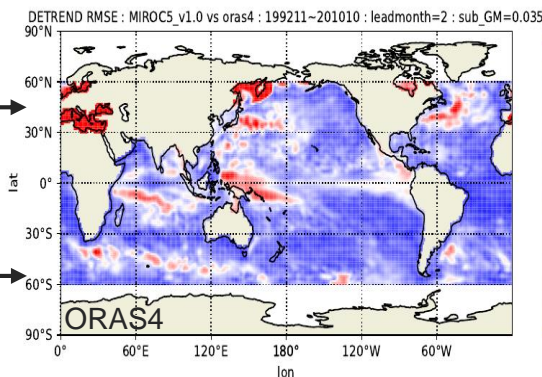 DETREND RMSE : MIROC5_v1.0 vs oras4 : 199211~201010 : leadmonth=2 : sub_GM=0.035
90°N
60°N
30°N
0°
30°S
60°S
90°S
lat
ORAS4
0° 60°E 120°E 180° 120°W 60°W
lon